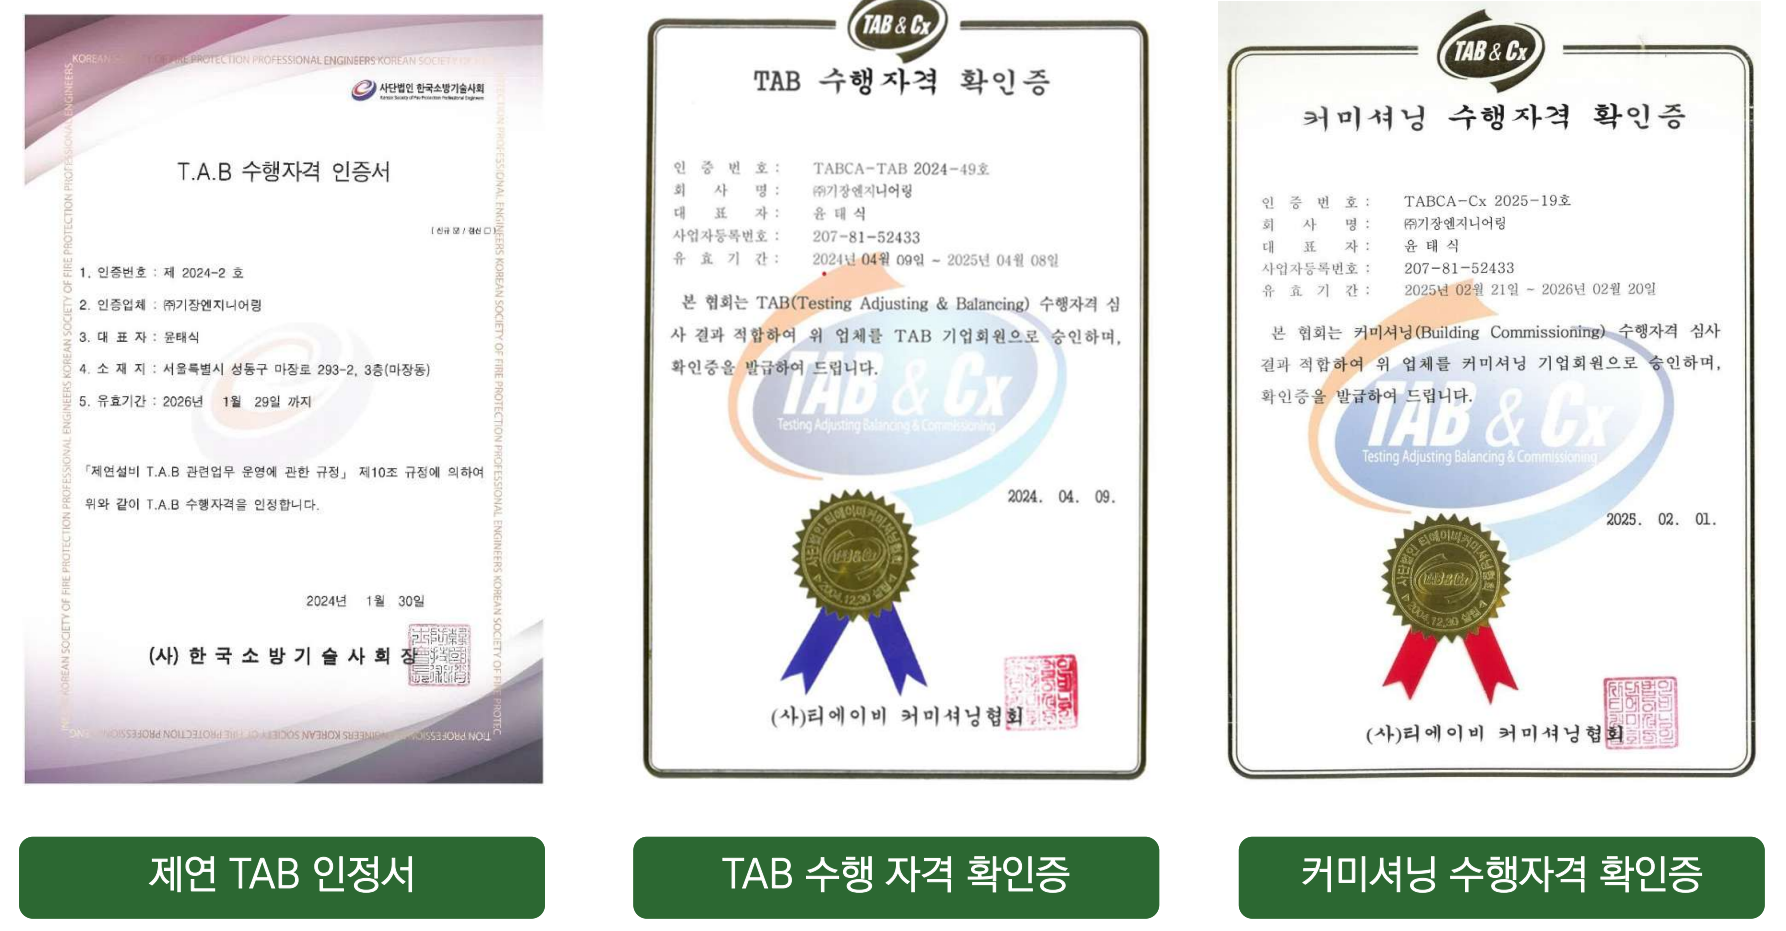 사단법인 한국소방기술사회
Korean Society of Fire Protection Professional Engineers
T.A.B 수행자격 인증서
1. 인증번호 : 제 2024-2 호
2. 인증업체 : ㈜기장엔지니어링
3. 대 표 자 : 윤태식
4. 소 재 지 : 서울특별시 성동구 마장로 293-2, 3층(마장동)
5. 유효기간 : 2026년 1월 29일 까지
「제연설비 T.A.B 관련업무 운영에 관한 규정」 제10조 규정에 의하여
위와 같이 T.A.B 수행자격을 인정합니다.
2024년 1월 30일
(사) 한국소방기술사회장
제연 TAB 인정서
TAB & Cx
TAB 수행자격 확인증
인 증 번 호 : TABCA-TAB 2024-49호
회 사 명 : ㈜기장엔지니어링
대 표 자 : 윤 태 식
사업자등록번호 : 207-81-52433
유 효 기 간 : 2024년 04월 09일 ~ 2025년 04월 08일
본 협회는 TAB(Testing Adjusting & Balancing) 수행자격 심
사 결과 적합하여 위 업체를 TAB 기업회원으로 승인하며,
확인증을 발급하여 드립니다.
TAB & Cx
Testing Adjusting Balancing & Commissioning
2024. 04. 09.
(사)티에이비 커미셔닝협회
TAB 수행 자격 확인증
TAB & Cx
커미셔닝 수행자격 확인증
인 증 번 호 : TABCA-Cx 2025-19호
회 사 명 : ㈜기장엔지니어링
대 표 자 : 윤 태 식
사업자등록번호 : 207-81-52433
유 효 기 간 : 2025년 02월 21일 ~ 2026년 02월 20일
본 협회는 커미셔닝(Building Commissioning) 수행자격 심사
결과 적합하여 위 업체를 커미셔닝 기업회원으로 승인하며,
확인증을 발급하여 드립니다.
TAB & Cx
Testing Adjusting Balancing & Commissioning
2025. 02. 01.
(사)티에이비 커미셔닝협회
커미셔닝 수행자격 확인증